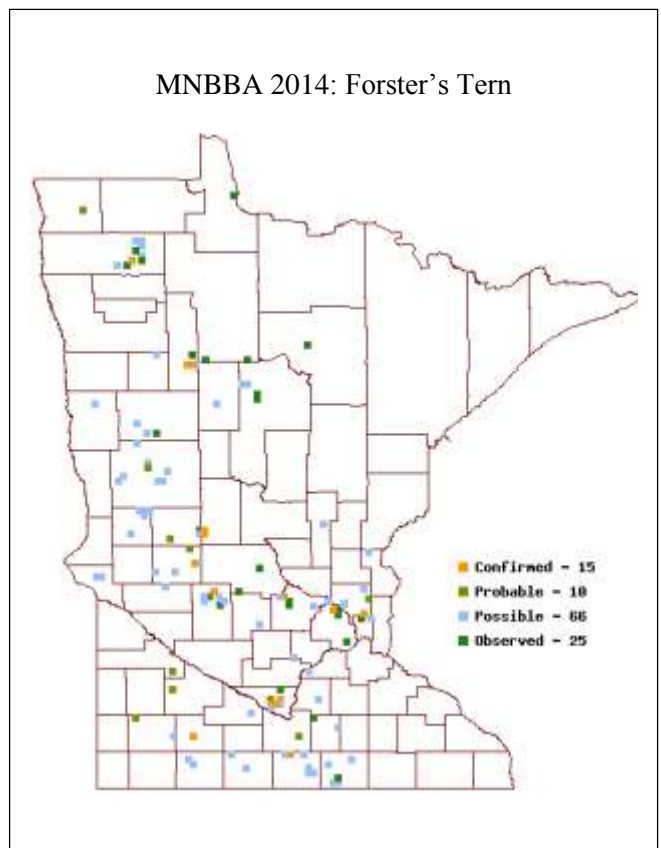 MNBBA 2014: Forster’s Tern
Confirmed - 15
Probable - 10
Possible - 66
Observed - 25